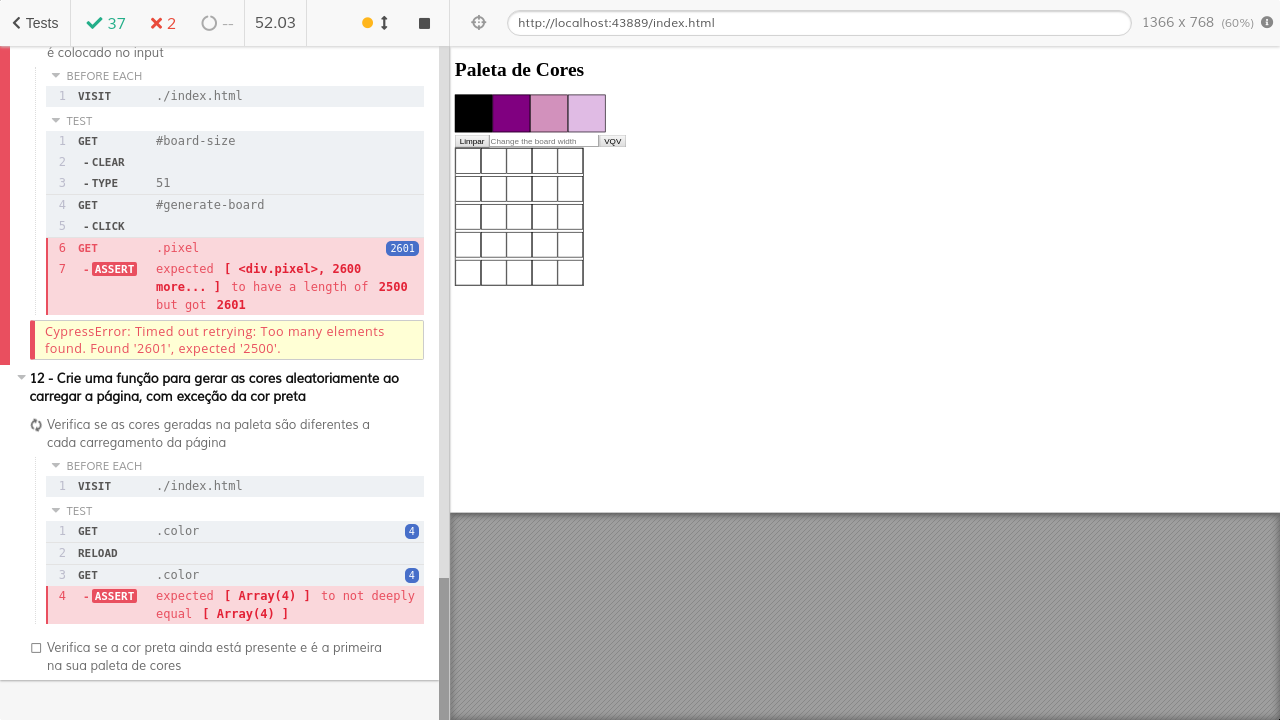 Tests
37
2
--
52.03
http://localhost:43889/index.html
1366 x 768 (60%)
é colocado no input
BEFORE EACH
1 VISIT ./index.html
TEST
1 GET #board-size
2 - CLEAR
3 - TYPE 51
4 GET #generate-board
5 - CLICK
6 GET .pixel 2601
7 - ASSERT expected [ <div.pixel>, 2600
more... ] to have a length of 2500
but got 2601
CypressError: Timed out retrying: Too many elements
found. Found '2601', expected '2500'.
12 - Crie uma função para gerar as cores aleatoriamente ao
carregar a página, com exceção da cor preta
Verifica se as cores geradas na paleta são diferentes a
cada carregamento da página
BEFORE EACH
1 VISIT ./index.html
TEST
1 GET .color 4
2 RELOAD
3 GET .color 4
4 - ASSERT expected [ Array(4) ] to not deeply
equal [ Array(4) ]
Verifica se a cor preta ainda está presente e é a primeira
na sua paleta de cores
Paleta de Cores
Limpar Change the board width VQV